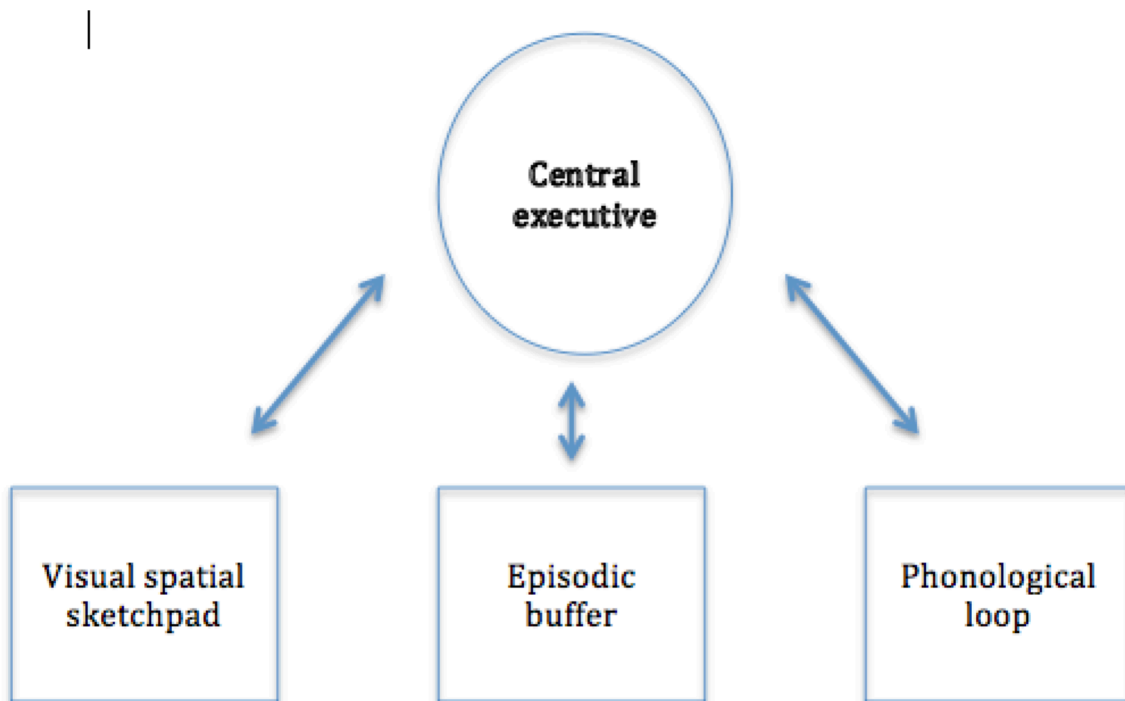 Central
executive
Visual spatial
sketchpad
Episodic
buffer
Phonological
loop